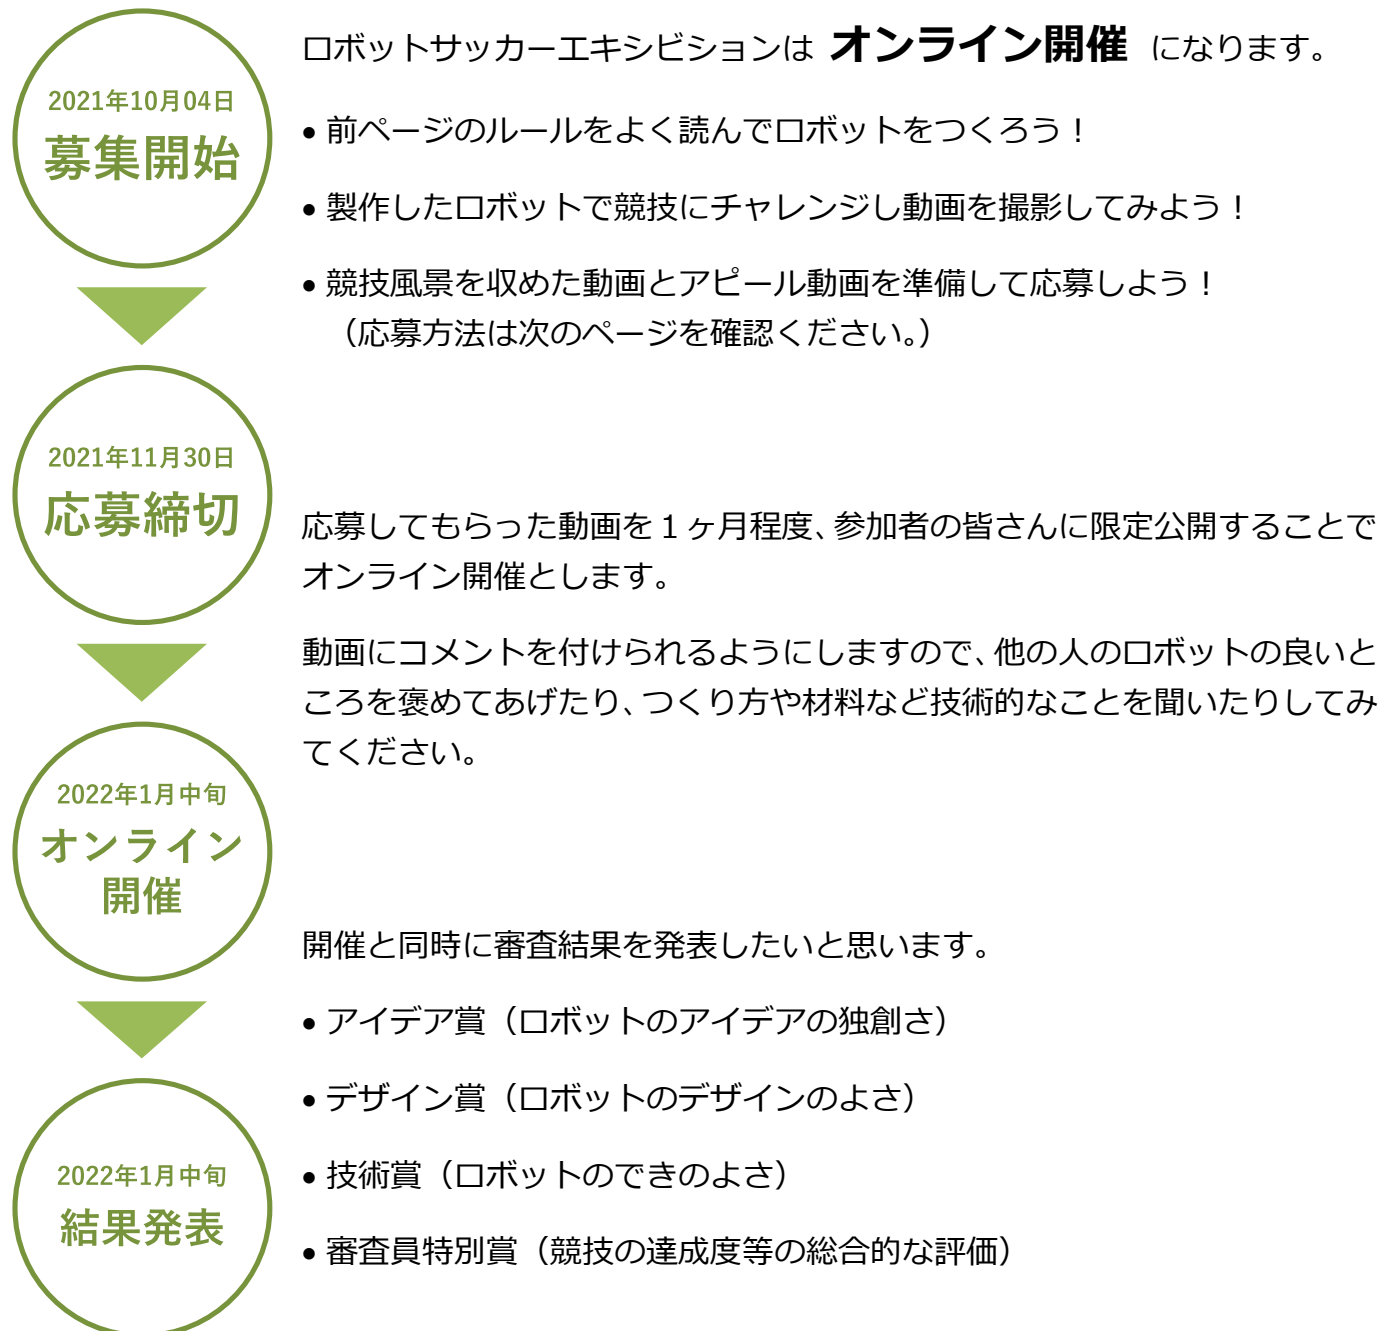 2021年10月04日
募集開始
ロボットサッカーエキシビションは オンライン開催 になります。
• 前ページのルールをよく読んでロボットをつくろう！
• 製作したロボットで競技にチャレンジし動画を撮影してみよう！
• 競技風景を収めた動画とアピール動画を準備して応募しよう！
（応募方法は次のページを確認ください。）
2021年11月30日
応募締切
応募してもらった動画を１ヶ月程度、参加者の皆さんに限定公開することで
オンライン開催とします。
動画にコメントを付けられるようにしますので、他の人のロボットの良いと
ころを褒めてあげたり、つくり方や材料など技術的なことを聞いたりしてみ
てください。
2022年1月中旬
オンライン
開催
開催と同時に審査結果を発表したいと思います。
• アイデア賞（ロボットのアイデアの独創さ）
• デザイン賞（ロボットのデザインのよさ）
• 技術賞（ロボットのできのよさ）
• 審査員特別賞（競技の達成度等の総合的な評価）
2022年1月中旬
結果発表